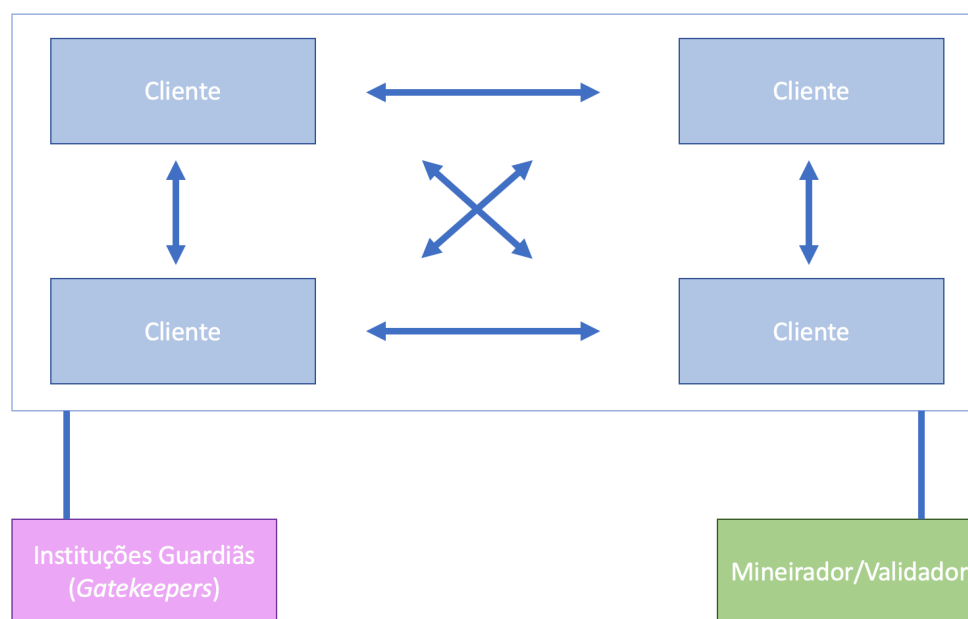 Cliente
Cliente
Cliente
Cliente
Instituções Guardiãs
(Gatekeepers)
Mineirador/Validador